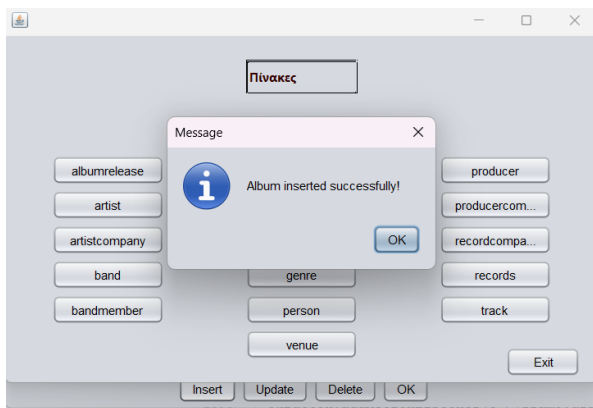 Πίνακες
Message
Album inserted successfully!
OK
albumrelease
artist
artistcompany
band
bandmember
genre
person
venue
producer
producercom...
recordcompa...
records
track
Exit
Insert
Update
Delete
OK